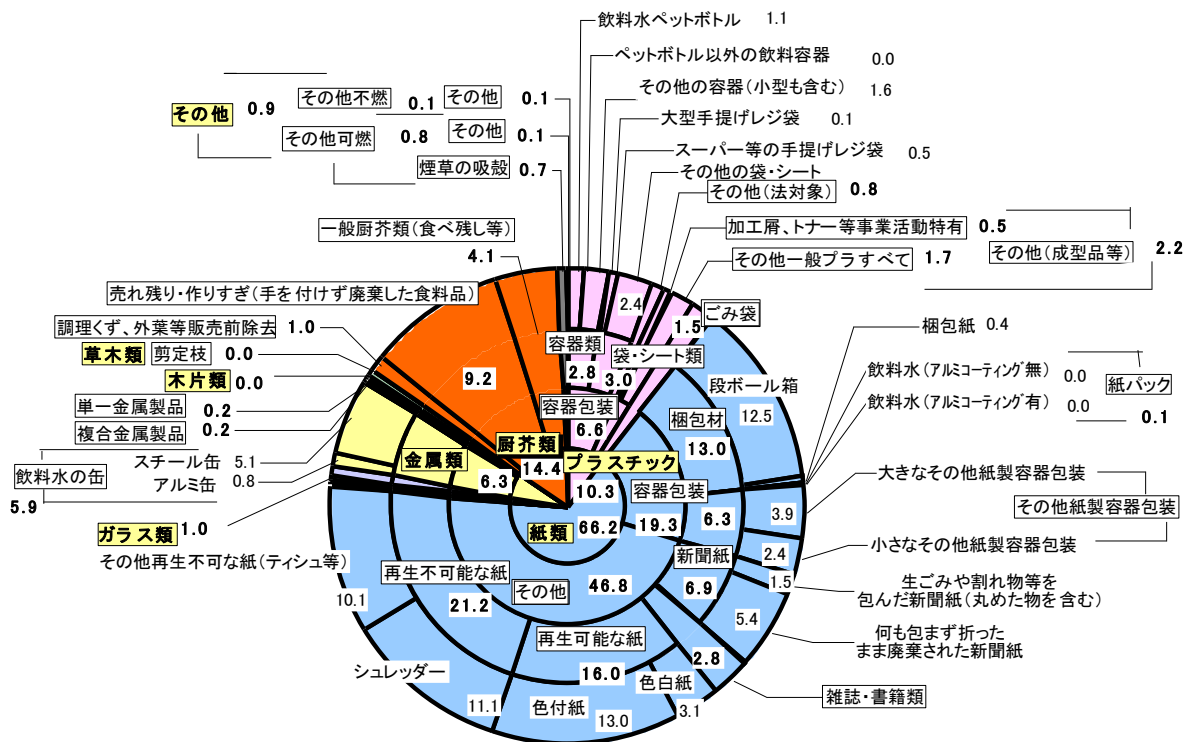 飲料水ペットボトル 1.1
ペットボトル以外の飲料容器 0.0
その他の容器(小型も含む) 1.6
大型手提げレジ袋 0.1
スーパー等の手提げレジ袋 0.5
その他の袋・シート
その他(法対象) 0.8
加工屑、トナー等事業活動特有 0.5
その他(成型品等) 2.2
その他一般プラすべて 1.7
その他 0.9
その他不燃 0.1
その他 0.1
その他可燃 0.8
その他 0.1
煙草の吸殻 0.7
一般厨芥類(食べ残し等)
4.1
売れ残り・作りすぎ(手を付けず廃棄した食料品)
調理くず、外葉等販売前除去 1.0
草木類 剪定枝 0.0
木片類 0.0
単一金属製品 0.2
複合金属製品 0.2
スチール缶 5.1
飲料水の缶
アルミ缶 0.8
5.9
ガラス類 1.0
その他再生不可な紙(ティシュ等)
10.1
2.4
1.5
ごみ袋
容器類
2.8
袋・シート類
3.0
容器包装
6.6
プラスチック
10.3
9.2
厨芥類
14.4
金属類
6.3
紙類
66.2
段ボール箱
12.5
梱包材
13.0
容器包装
19.3
6.3
梱包紙 0.4
飲料水(アルミコーティング無) 0.0
紙パック
飲料水(アルミコーティング有) 0.0
0.1
大きなその他紙製容器包装
3.9
その他紙製容器包装
小さなその他紙製容器包装
2.4
新聞紙
6.9
1.5
生ごみや割れ物等を
包んだ新聞紙(丸めた物を含む)
5.4
何も包まず折った
まま廃棄された新聞紙
その他
46.8
再生不可能な紙
21.2
再生可能な紙
16.0
2.8
雑誌・書籍類
色白紙
3.1
色付紙
13.0
シュレッダー
11.1